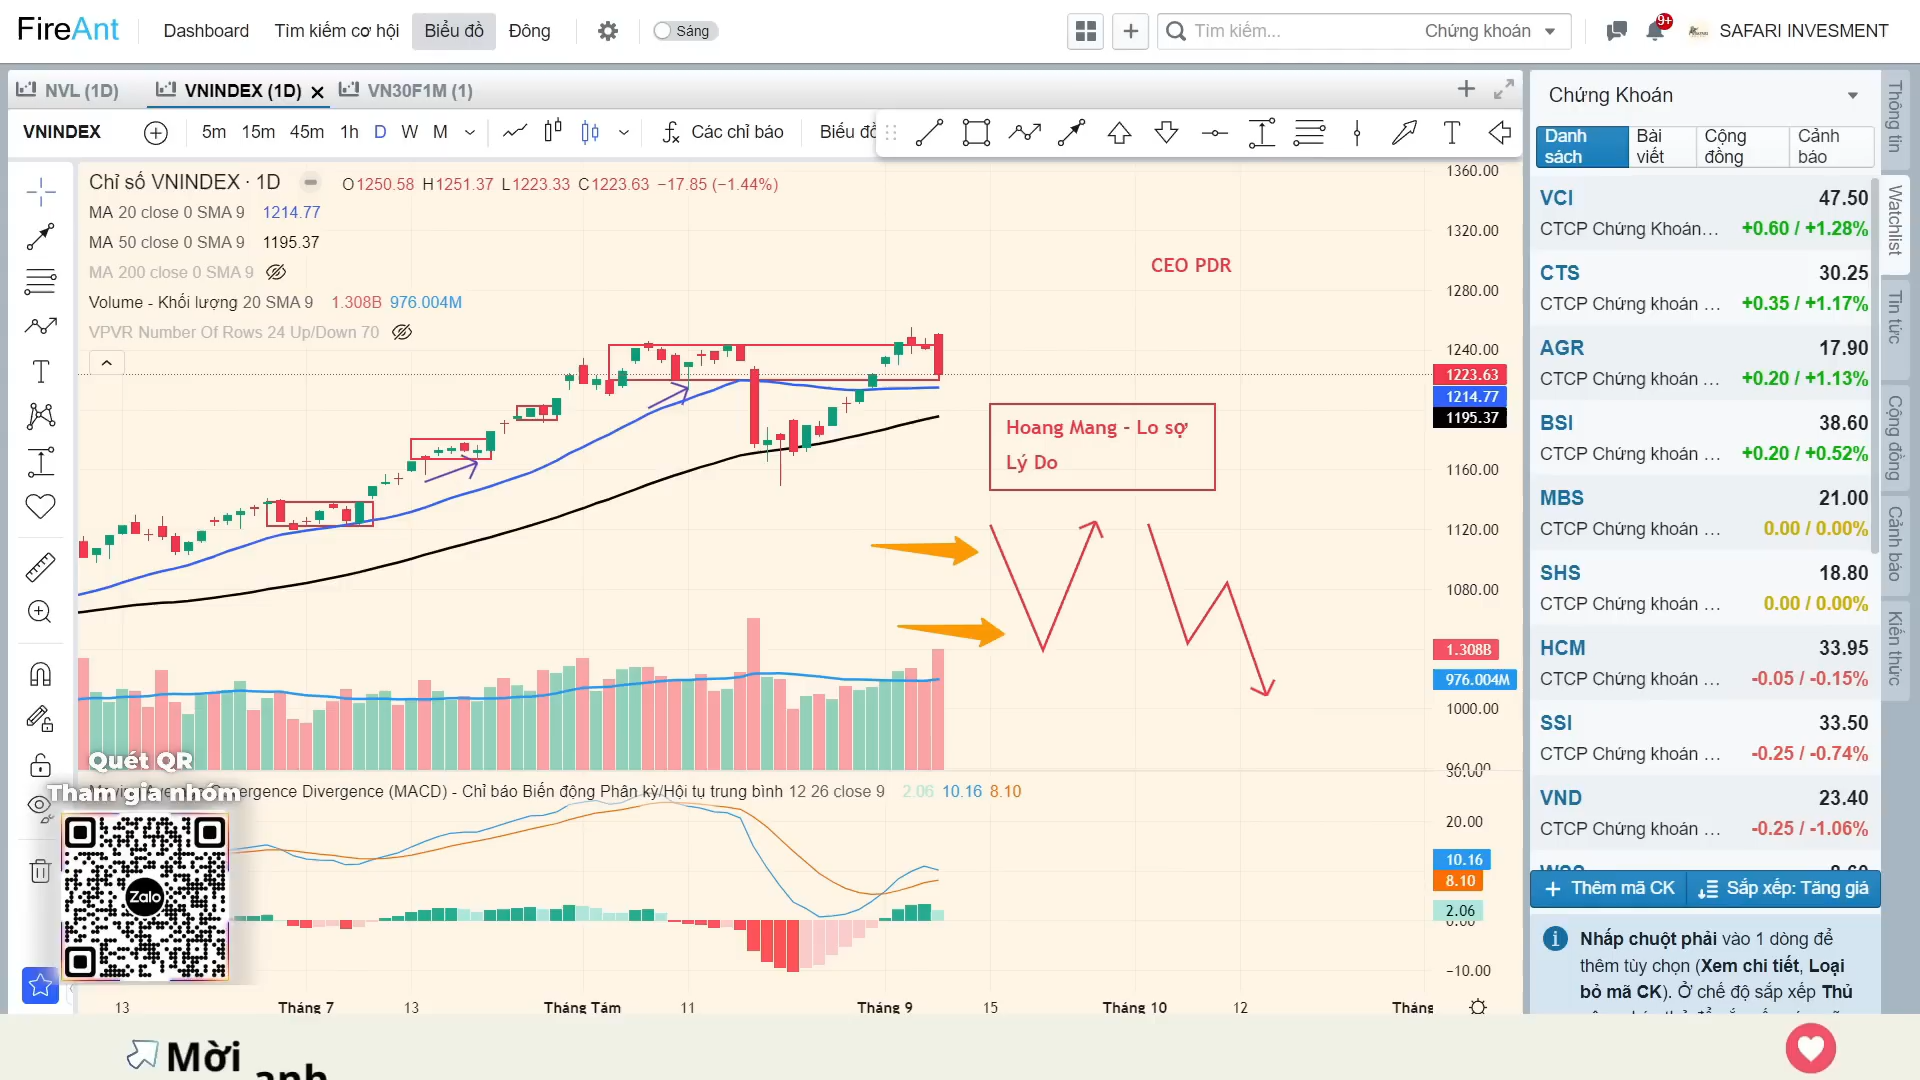 FireAnt
Dashboard
Tìm kiếm cơ hội
Biểu đồ
Đông
Sáng
Tìm kiếm...
Chứng khoán
9+
SAFARI INVESMENT
NVL (1D)
VNINDEX (1D)
VN30F1M (1)
VNINDEX
5m 15m 45m 1h D W M
Các chỉ báo
Biểu đồ
Chỉ số VNINDEX · 1D
O1250.58 H1251.37 L1223.33 C1223.63 −17.85 (−1.44%)
MA 20 close 0 SMA 9 1214.77
MA 50 close 0 SMA 9 1195.37
MA 200 close 0 SMA 9
Volume - Khối lượng 20 SMA 9 1.308B 976.004M
VPVR Number Of Rows 24 Up/Down 70
CEO PDR
Hoang Mang - Lo sợ
Lý Do
1360.00
1320.00
1280.00
1240.00
1223.63
1214.77
1195.37
1160.00
1120.00
1080.00
1.308B
976.004M
1000.00
960.00
30.00
Quét QR
Tham gia nhóm
Zalo
Moving Average Convergence Divergence (MACD) - Chỉ báo Biến động Phân kỳ/Hội tụ trung bình 12 26 close 9 2.06 10.16 8.10
20.00
10.16
8.10
2.06
0.00
−10.00
13 Tháng 7 13 Tháng Tám 11 Tháng 9 15 Tháng 10 12 Tháng
Chứng Khoán
Danh sách
Bài viết
Cộng đồng
Cảnh báo
VCI 47.50
CTCP Chứng Khoán... +0.60 / +1.28%
CTS 30.25
CTCP Chứng khoán ... +0.35 / +1.17%
AGR 17.90
CTCP Chứng khoán ... +0.20 / +1.13%
BSI 38.60
CTCP Chứng khoán ... +0.20 / +0.52%
MBS 21.00
CTCP Chứng khoán ... 0.00 / 0.00%
SHS 18.80
CTCP Chứng khoán ... 0.00 / 0.00%
HCM 33.95
CTCP Chứng khoán ... -0.05 / -0.15%
SSI 33.50
CTCP Chứng khoán ... -0.25 / -0.74%
VND 23.40
CTCP Chứng khoán ... -0.25 / -1.06%
Thêm mã CK
Sắp xếp: Tăng giá
Nhấp chuột phải vào 1 dòng để
thêm tùy chọn (Xem chi tiết, Loại
bỏ mã CK). Ở chế độ sắp xếp Thủ
Thông tin
Watchlist
Tin tức
Cộng đồng
Cảnh báo
Kiến thức
Mời
anh